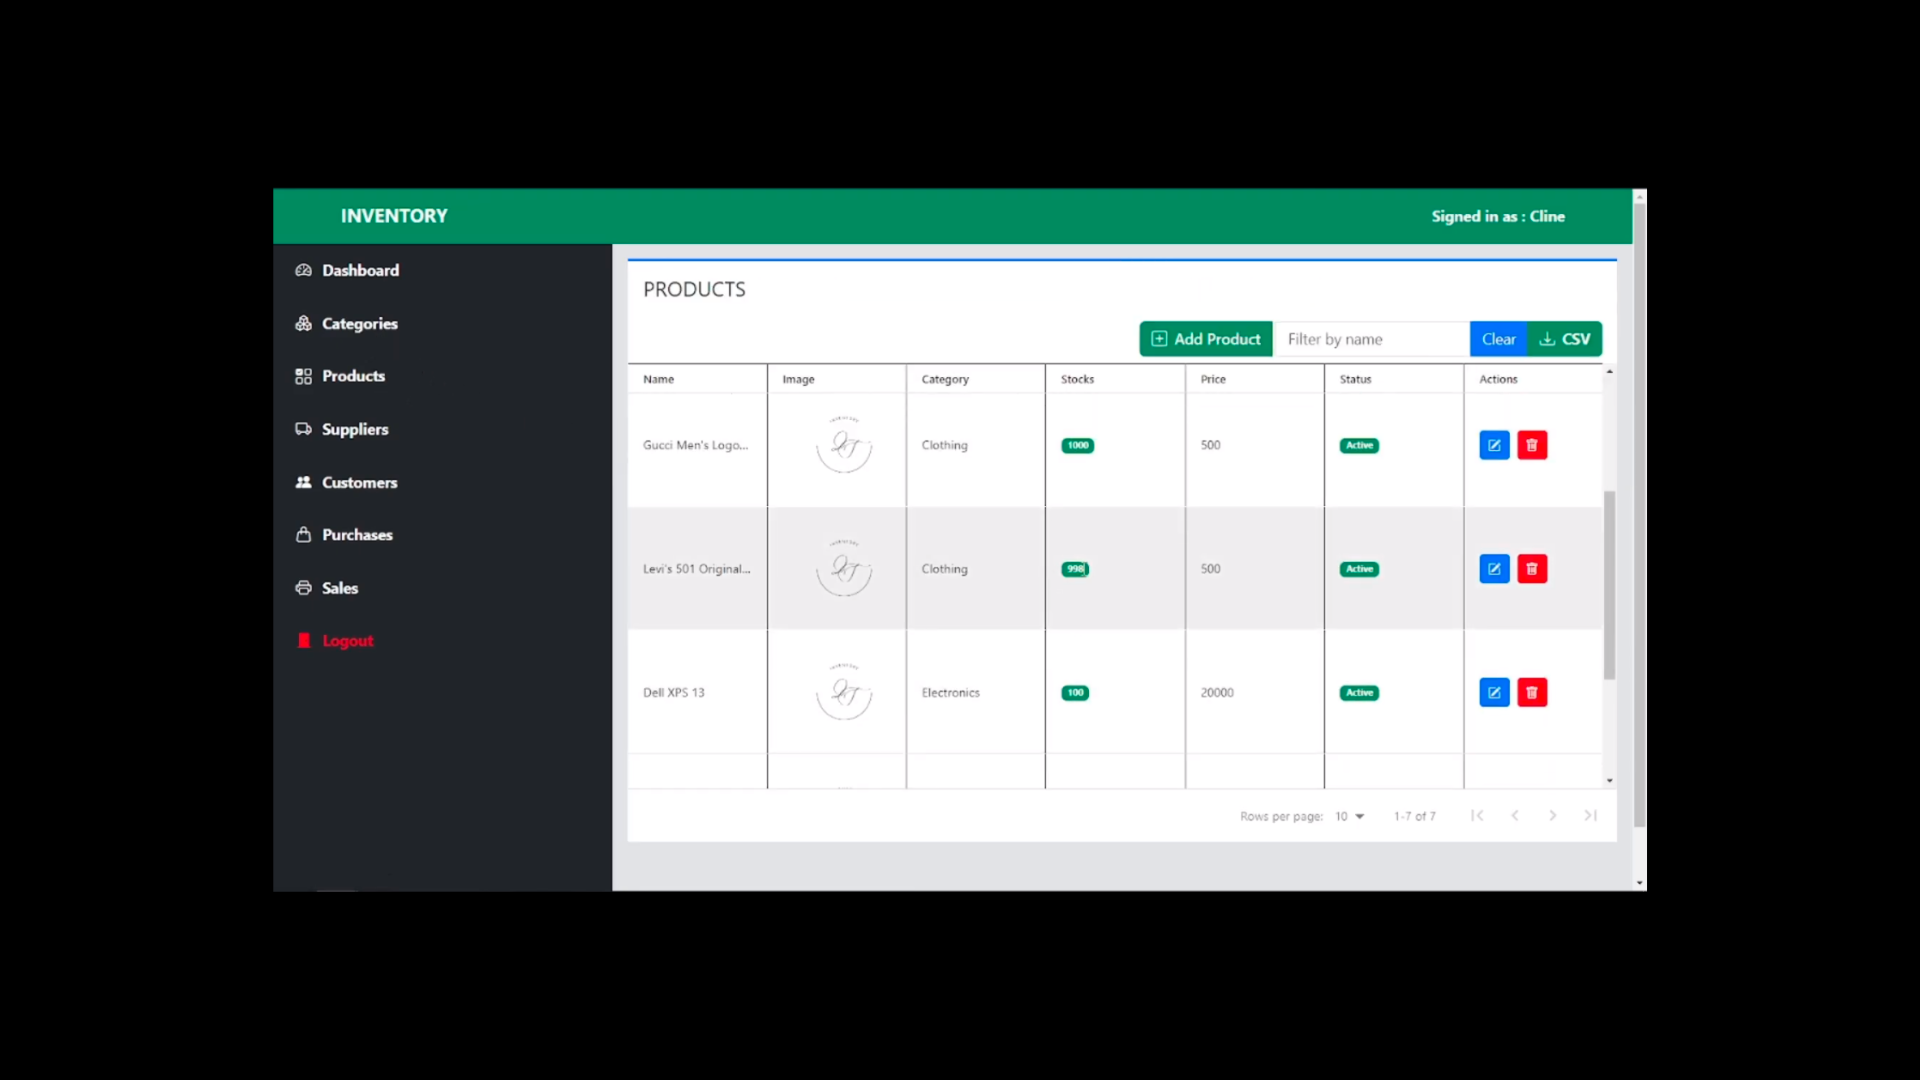 INVENTORY
Signed in as : Cline
Dashboard
Categories
Products
Suppliers
Customers
Purchases
Sales
Logout
PRODUCTS
Add Product
Filter by name
Clear
CSV
Name Image Category Stocks Price Status Actions
Gucci Men's Logo... Clothing 1000 500 Active
Levi's 501 Original... Clothing 998 500 Active
Dell XPS 13 Electronics 100 20000 Active
Rows per page: 10 1-7 of 7